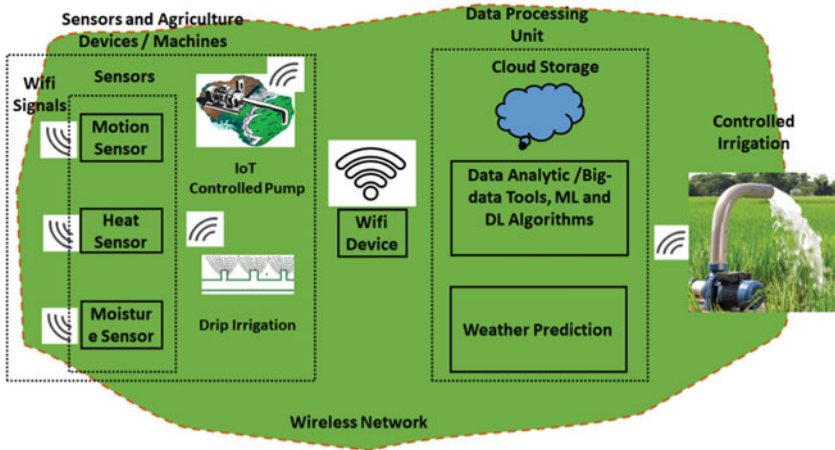 Sensors and Agriculture
Devices / Machines
Wifi
Signals
Sensors
Motion
Sensor
Heat
Sensor
Moistur
e Sensor
IoT
Controlled Pump
Drip Irrigation
Wifi
Device
Data Processing
Unit
Cloud Storage
Data Analytic /Big-
data Tools, ML and
DL Algorithms
Weather Prediction
Controlled
Irrigation
Wireless Network